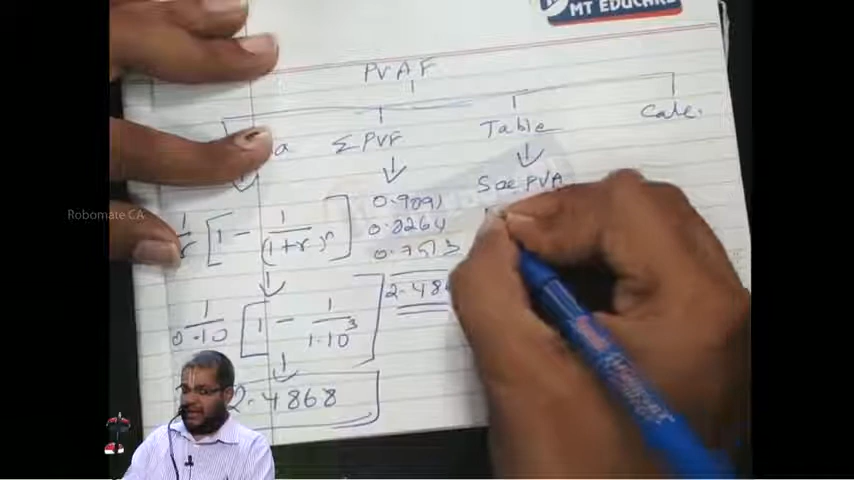 MT EDUCARE
PVAF
a ΣPVF Table Calc.
See PVA
1/r [1 - 1/(1+r)^n]
0.9091
0.8264
0.7513
2.48
1/0.10 [1 - 1/1.10^3]
2.4868
Robomate CA